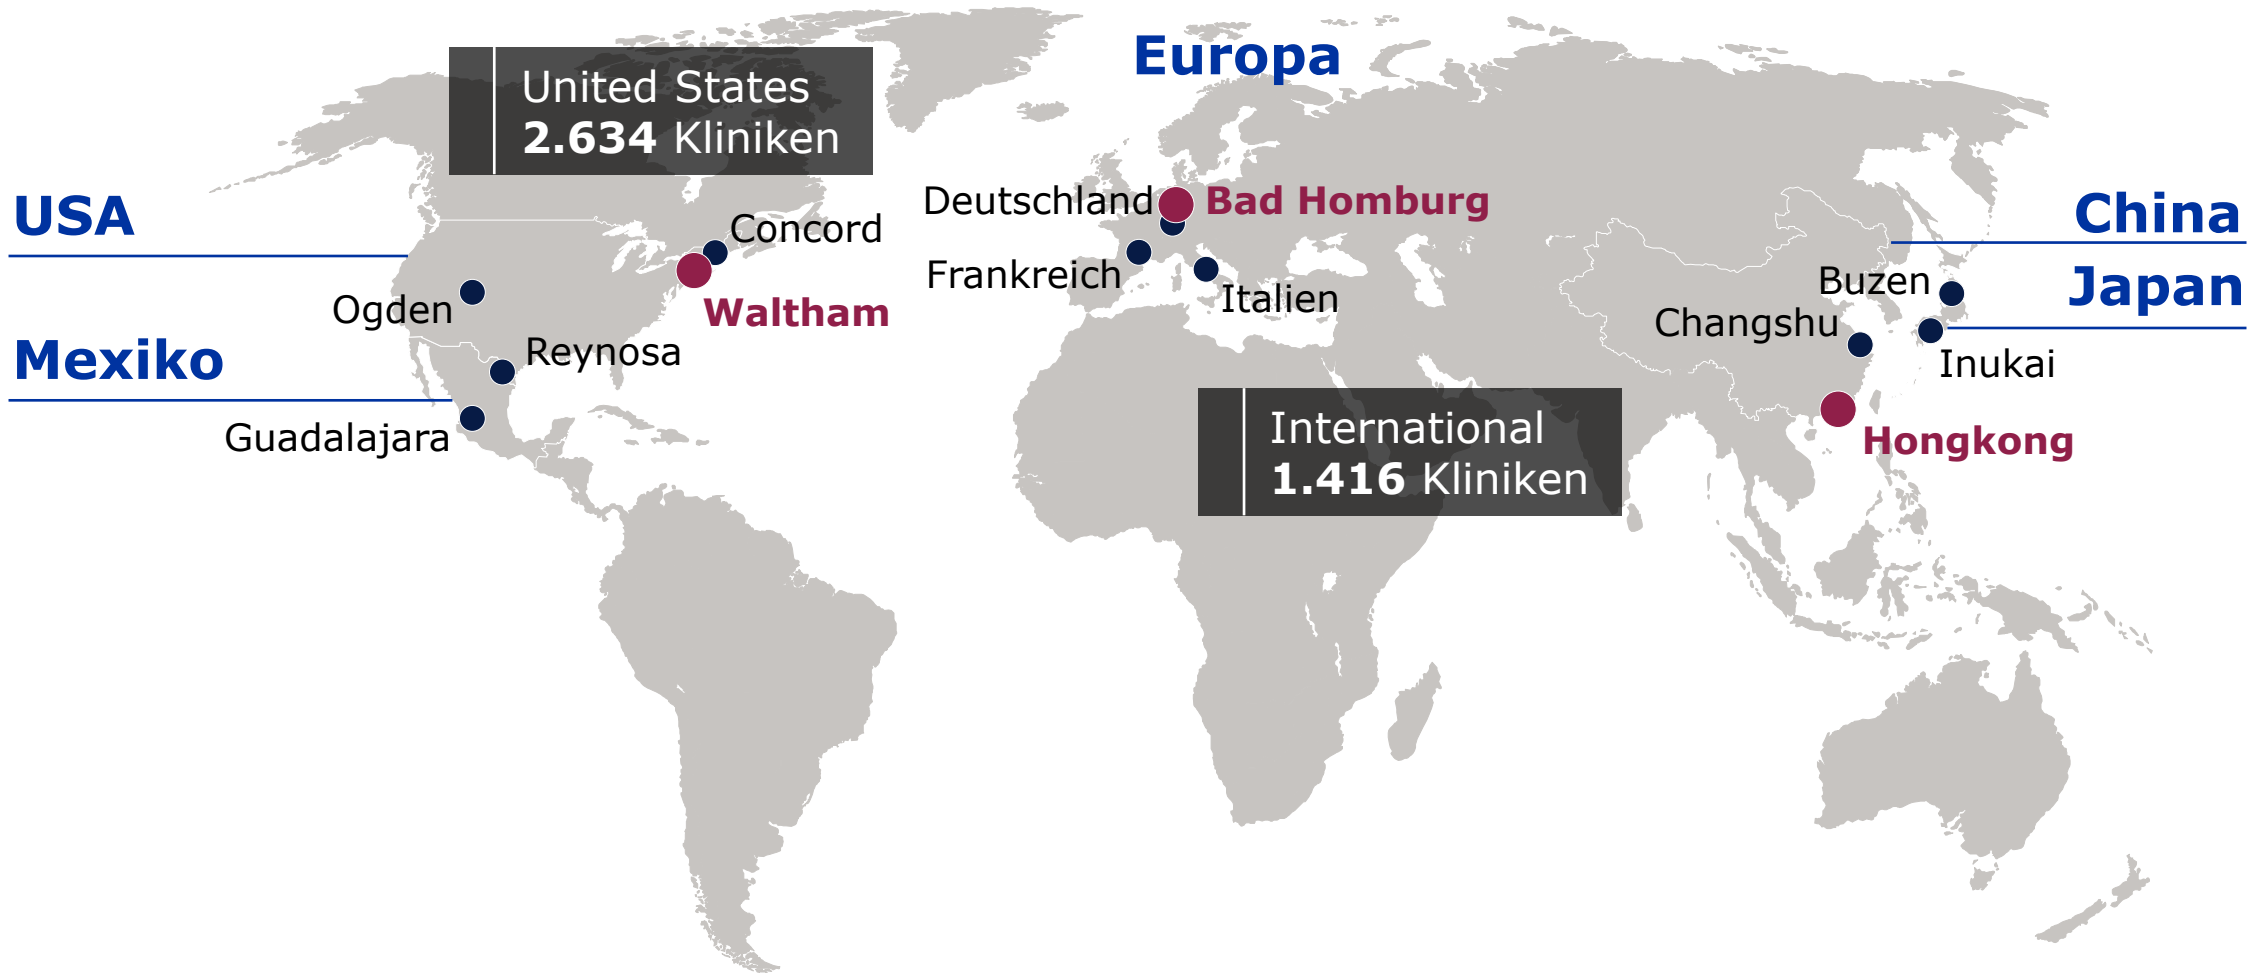 Europa
United States
2.634 Kliniken
USA
Concord
Ogden
Waltham
Mexiko
Reynosa
Guadalajara
Deutschland
Bad Homburg
Frankreich
Italien
International
1.416 Kliniken
China
Buzen
Japan
Changshu
Inukai
Hongkong